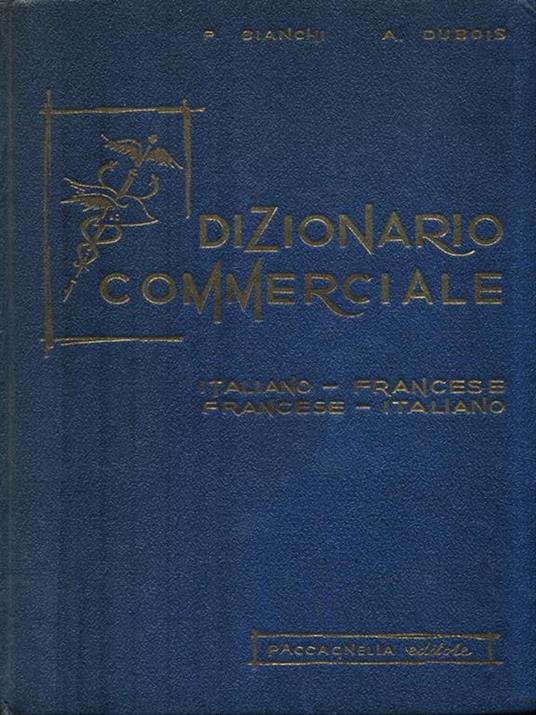 P. BIANCHI A. DUBOIS
DIZIONARIO
COMMERCIALE
ITALIANO - FRANCESE
FRANCESE - ITALIANO
PACCAGNELLA editore